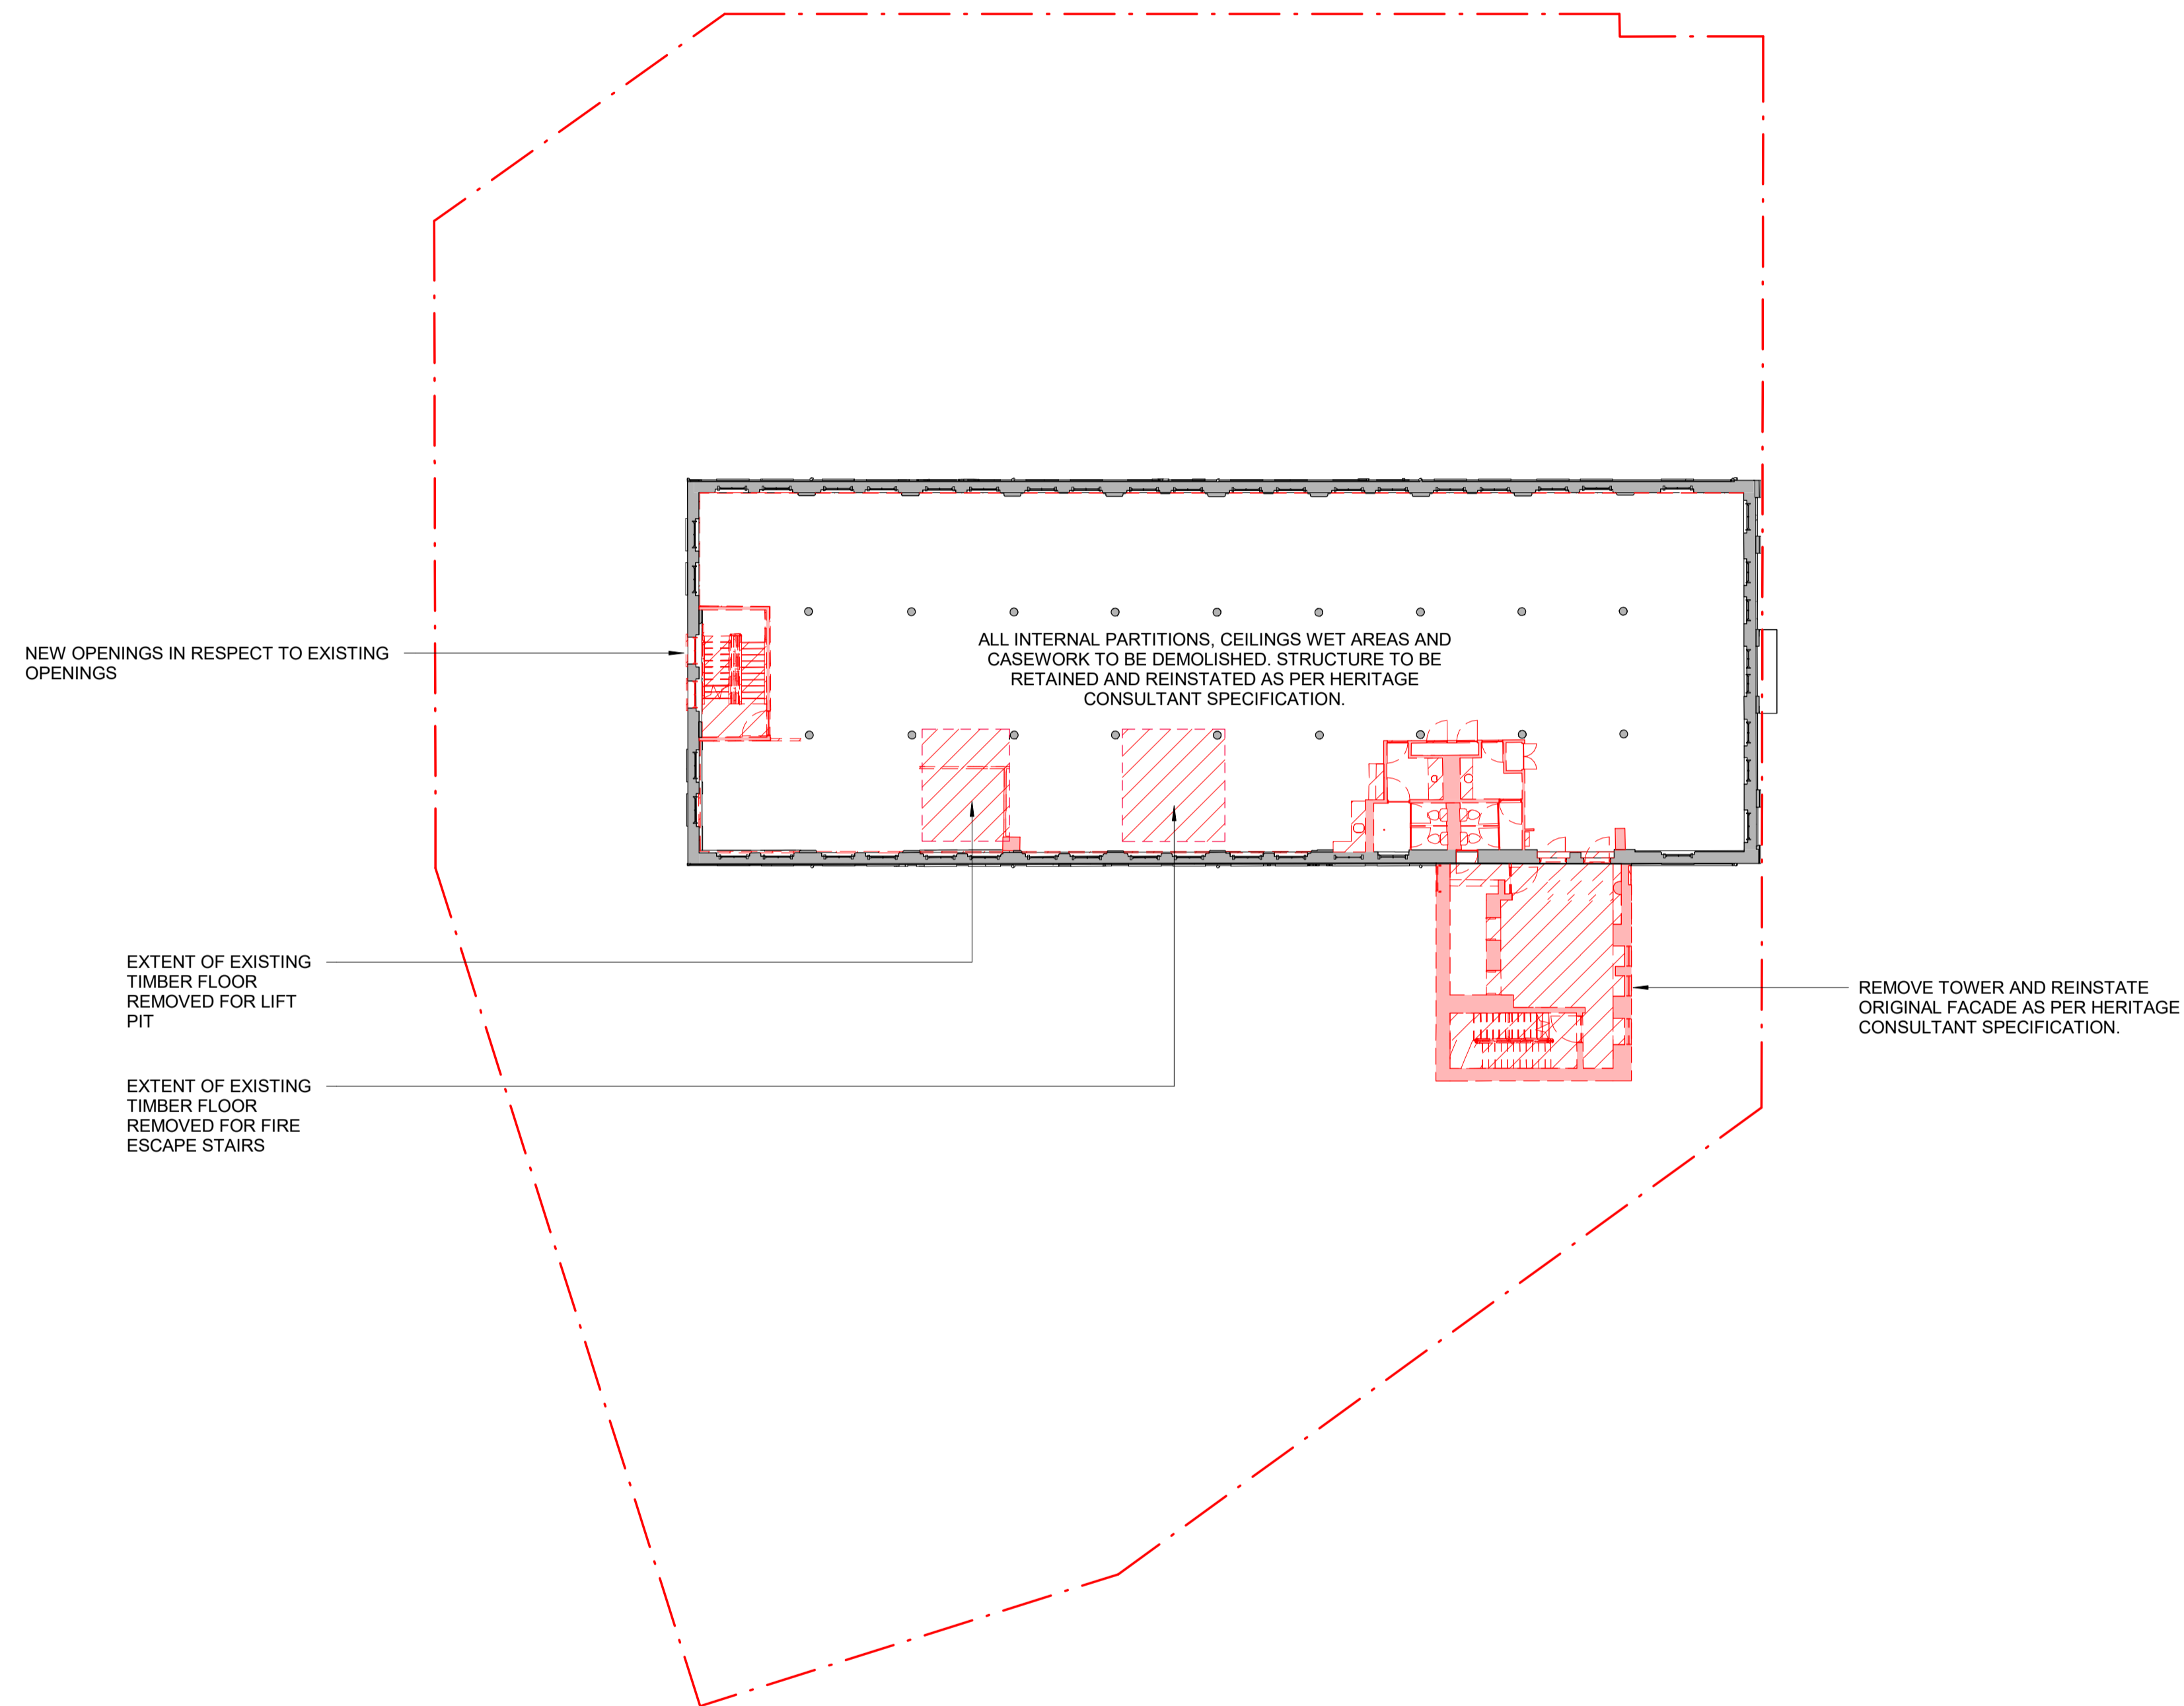 ALL INTERNAL PARTITIONS, CEILINGS WET AREAS AND
CASEWORK TO BE DEMOLISHED. STRUCTURE TO BE
RETAINED AND REINSTATED AS PER HERITAGE
CONSULTANT SPECIFICATION.
NEW OPENINGS IN RESPECT TO EXISTING
OPENINGS
EXTENT OF EXISTING
TIMBER FLOOR
REMOVED FOR LIFT
PIT
REMOVE TOWER AND REINSTATE
ORIGINAL FACADE AS PER HERITAGE
CONSULTANT SPECIFICATION.
EXTENT OF EXISTING
TIMBER FLOOR
REMOVED FOR FIRE
ESCAPE STAIRS